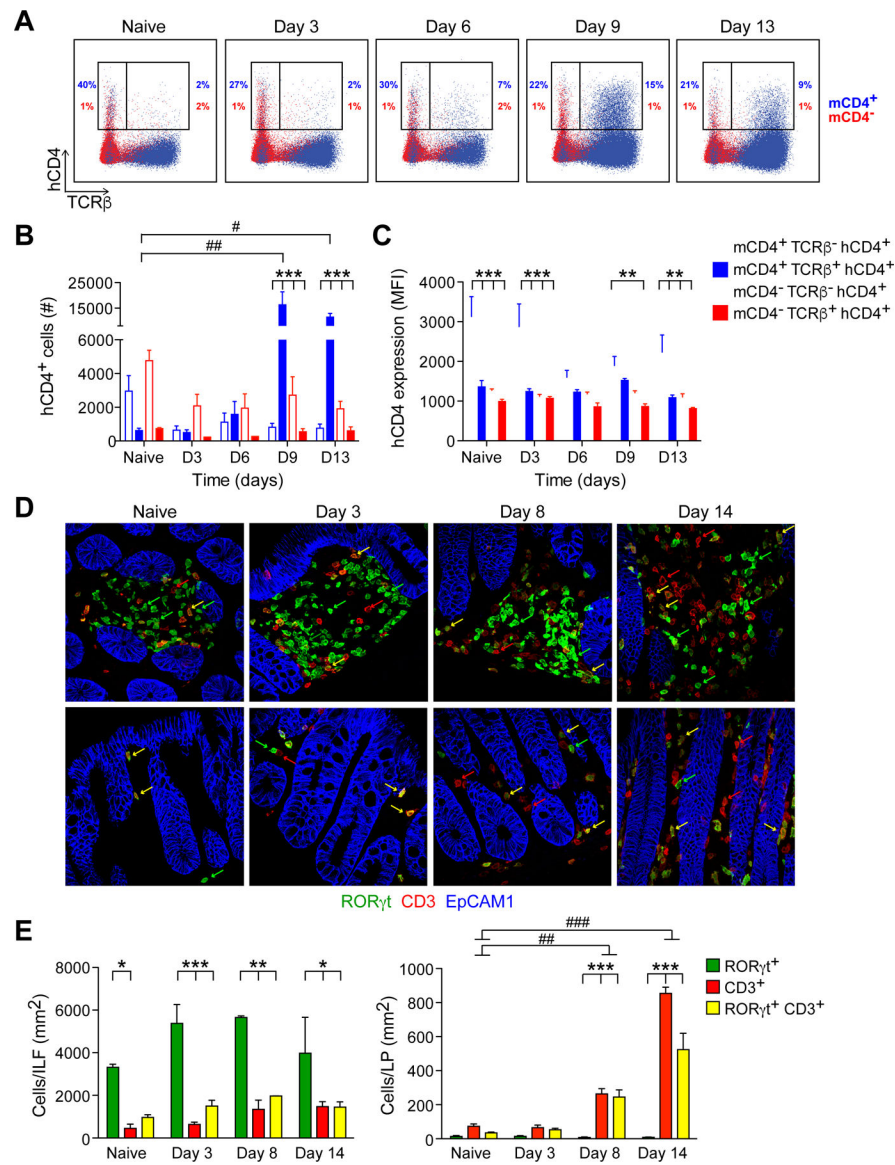 A
Naive Day 3 Day 6 Day 9 Day 13
40% 2% 27% 2% 30% 7% 22% 15% 21% 9% mCD4+
1% 2% 1% 1% 1% 2% 1% 1% 1% 1% mCD4-
hCD4
TCRβ
B
hCD4+ cells (#)
25000
15000
5000
4000
2000
0
#
##
*** ***
Naive D3 D6 D9 D13
Time (days)
C
hCD4 expression (MFI)
4000
3000
2000
1000
0
*** *** ** **
Naive D3 D6 D9 D13
Time (days)
mCD4+ TCRβ- hCD4+
mCD4+ TCRβ+ hCD4+
mCD4- TCRβ- hCD4+
mCD4- TCRβ+ hCD4+
D
Naive Day 3 Day 8 Day 14
RORγt CD3 EpCAM1
E
Cells/ILF (mm²)
8000
6000
4000
2000
0
* *** ** *
Naive Day 3 Day 8 Day 14
Cells/LP (mm²)
1000
800
600
400
200
0
###
##
*** ***
Naive Day 3 Day 8 Day 14
RORγt+
CD3+
RORγt+ CD3+